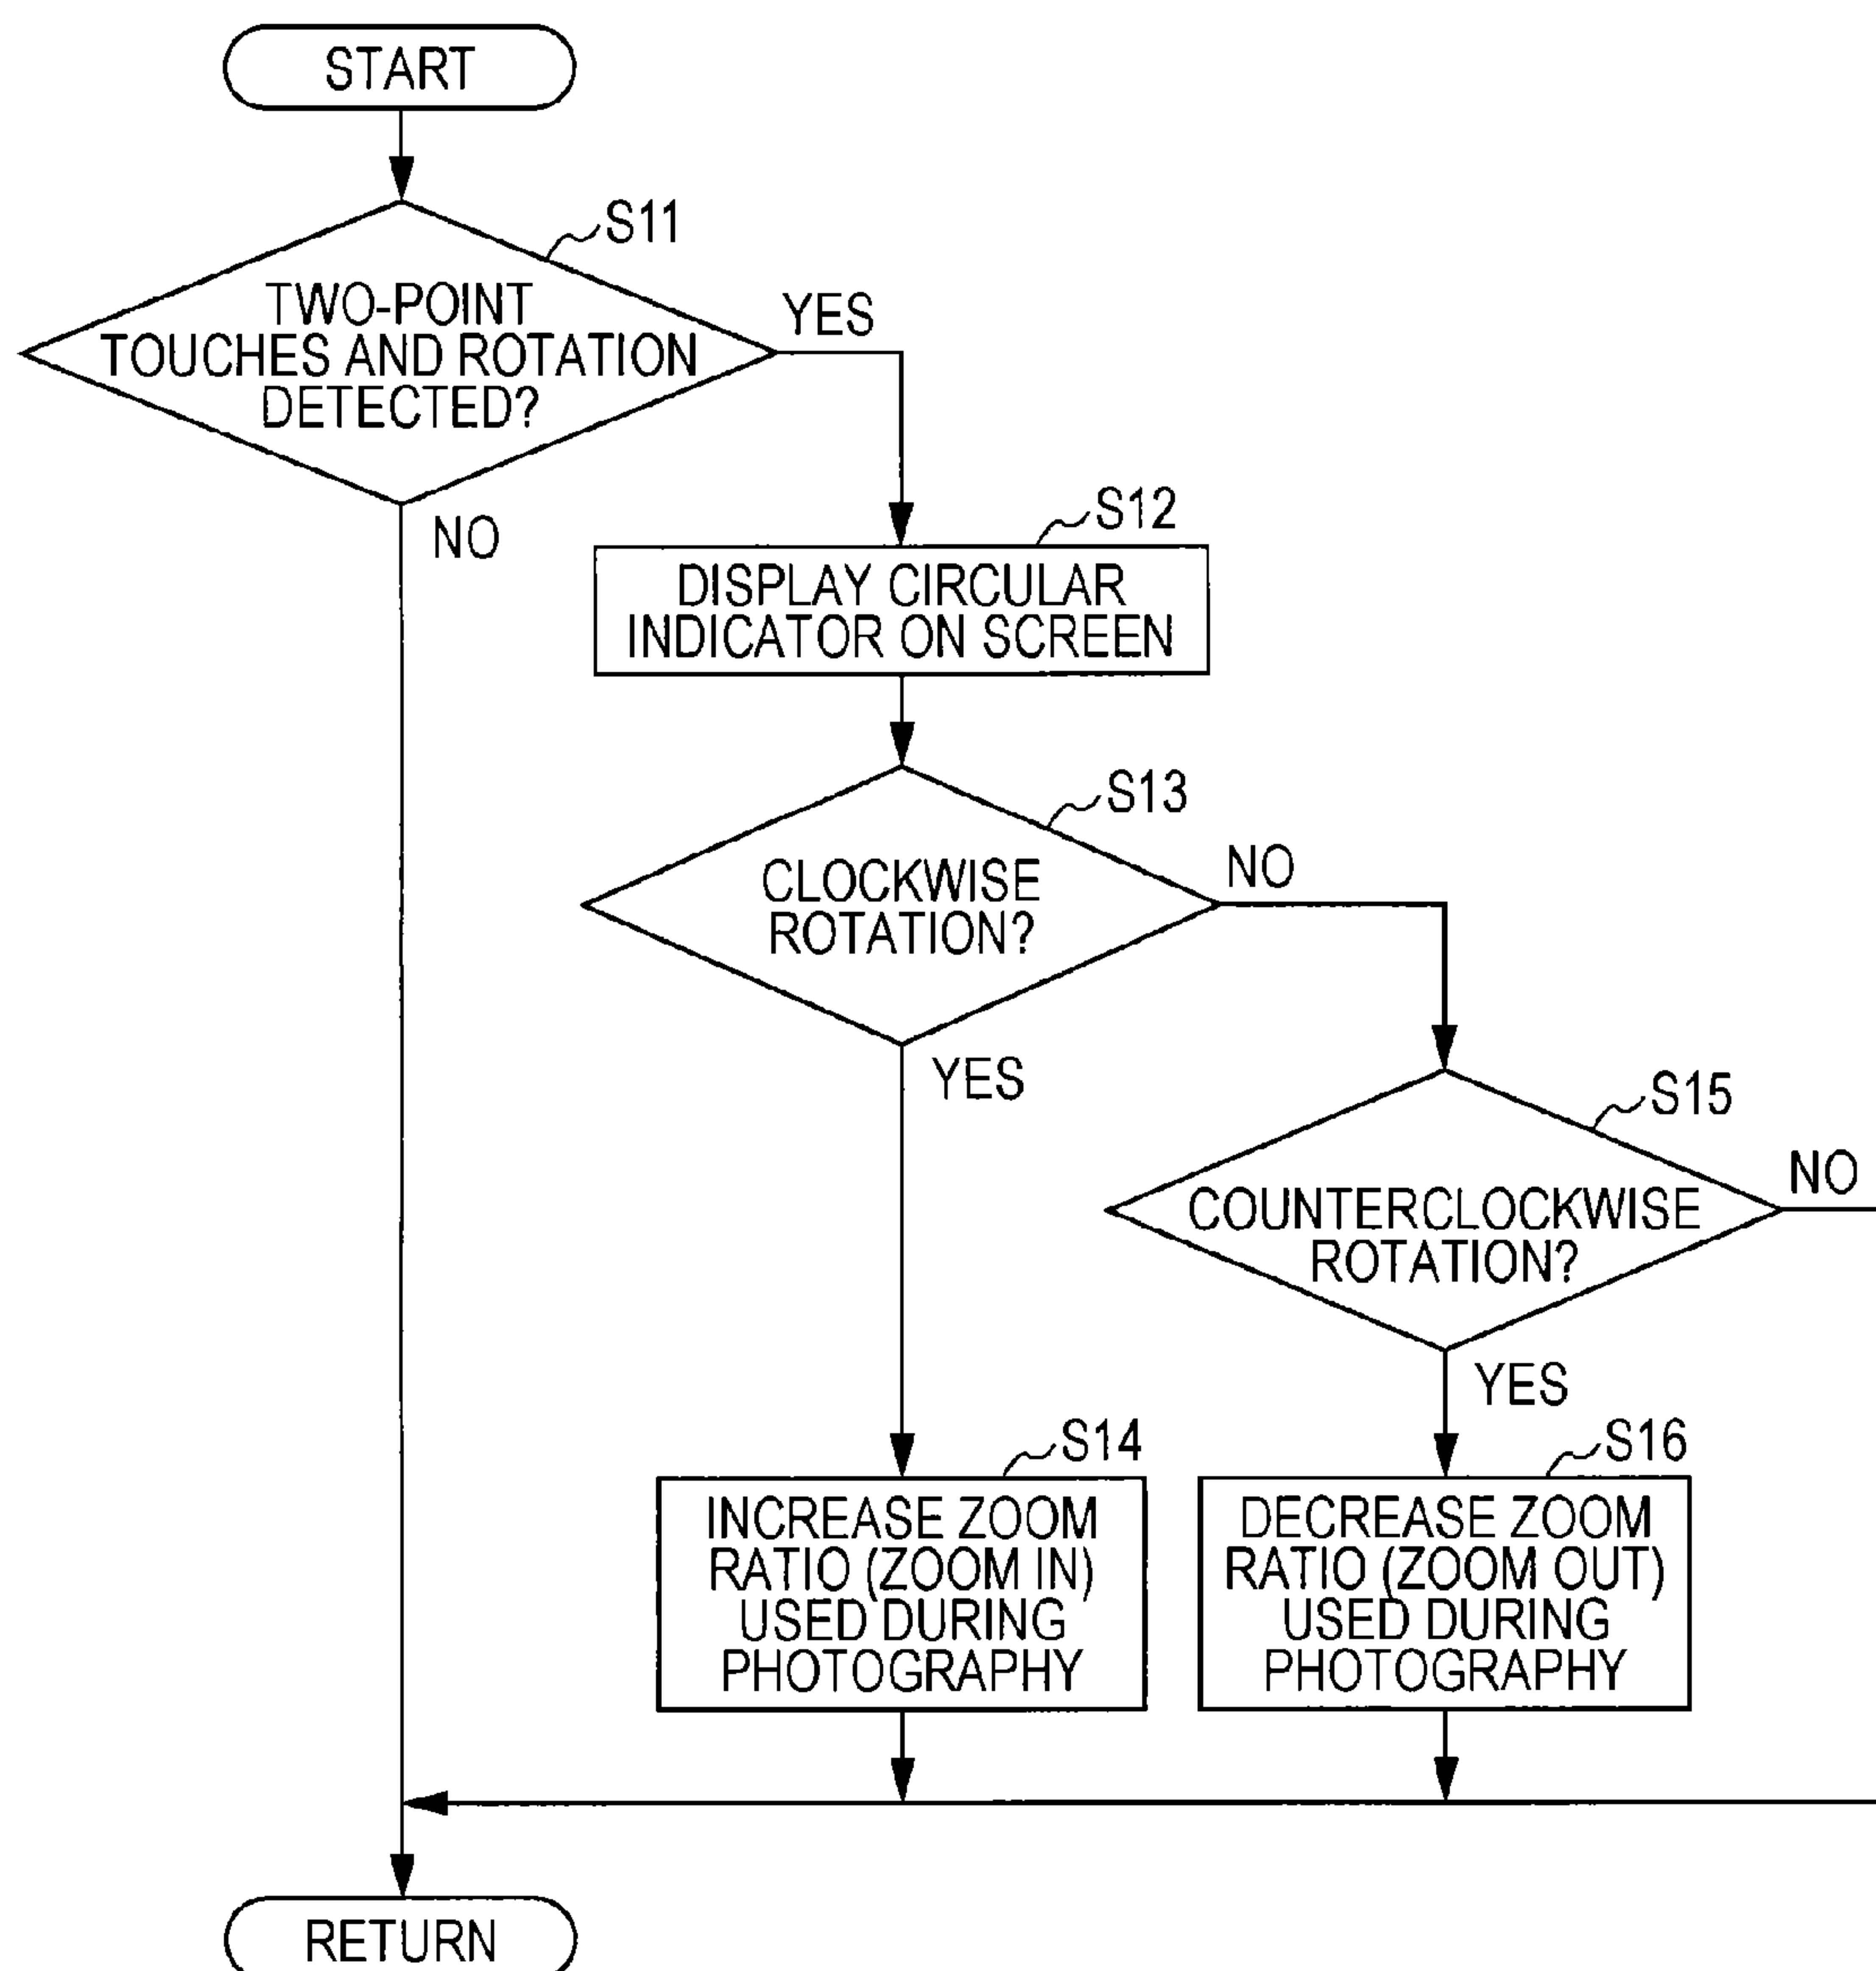 START
S11
TWO-POINT
TOUCHES AND ROTATION
DETECTED?
YES
NO
S12
DISPLAY CIRCULAR
INDICATOR ON SCREEN
S13
CLOCKWISE
ROTATION?
NO
YES
S15
COUNTERCLOCKWISE
ROTATION?
NO
YES
S14
INCREASE ZOOM
RATIO (ZOOM IN)
USED DURING
PHOTOGRAPHY
S16
DECREASE ZOOM
RATIO (ZOOM OUT)
USED DURING
PHOTOGRAPHY
RETURN